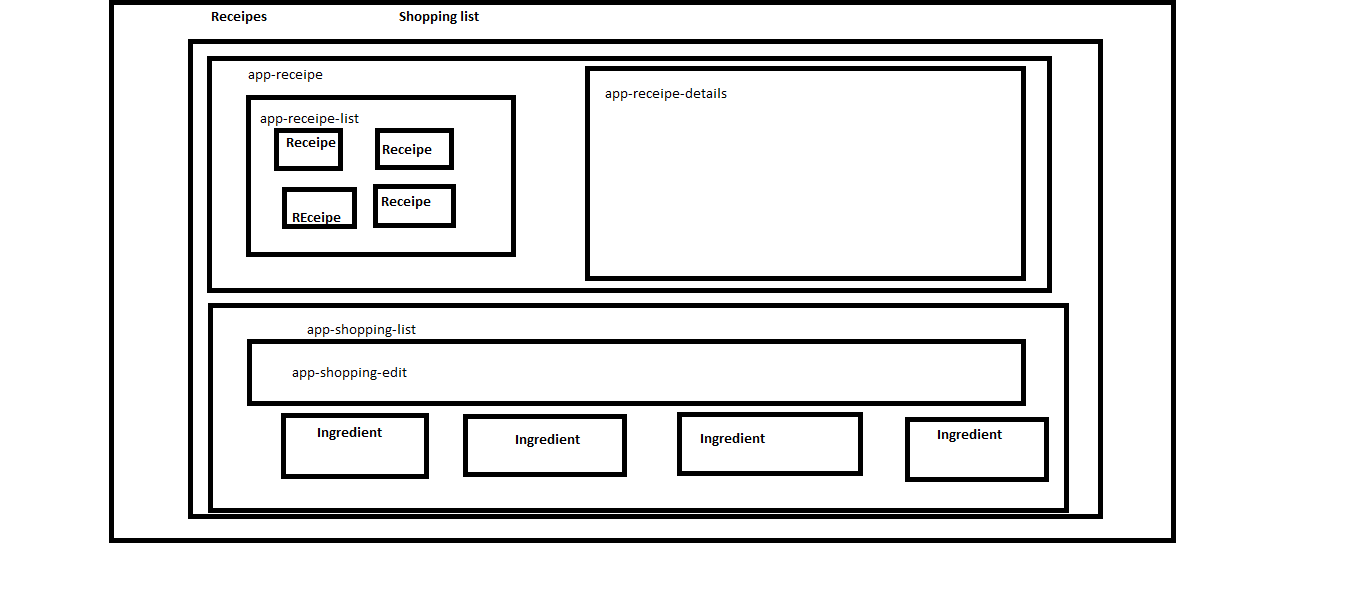 Receipes
Shopping list
app-receipe
app-receipe-details
app-receipe-list
Receipe
Receipe
REceipe
Receipe
app-shopping-list
app-shopping-edit
Ingredient
Ingredient
Ingredient
Ingredient